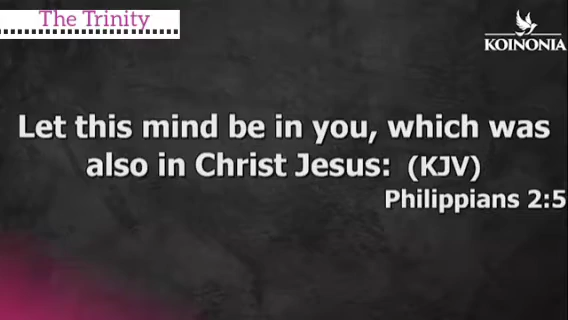 The Trinity
KOINONIA
Let this mind be in you, which was
also in Christ Jesus: (KJV)
Philippians 2:5